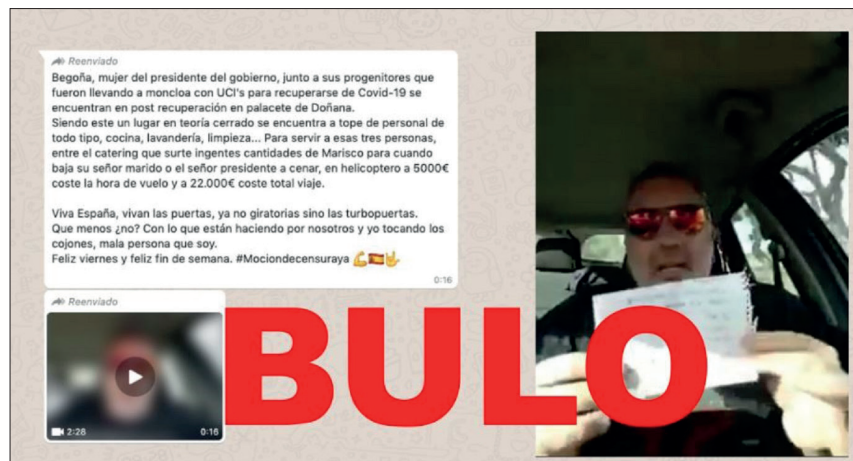 Reenviado
Begoña, mujer del presidente del gobierno, junto a sus progenitores que
fueron llevando a moncloa con UCI's para recuperarse de Covid-19 se
encuentran en post recuperación en palacete de Doñana.
Siendo este un lugar en teoría cerrado se encuentra a tope de personal de
todo tipo, cocina, lavandería, limpieza... Para servir a esas tres personas,
entre el catering que surte ingentes cantidades de Marisco para cuando
baja su señor marido o el señor presidente a cenar, en helicoptero a 5000€
coste la hora de vuelo y a 22.000€ coste total viaje.
Viva España, vivan las puertas, ya no giratorias sino las turbopuertas.
Que menos ¿no? Con lo que están haciendo por nosotros y yo tocando los
cojones, mala persona que soy.
Feliz viernes y feliz fin de semana. #Mociondecensuraya 💪🇪🇸🤟
0:16
Reenviado
2:28 0:16
BULO